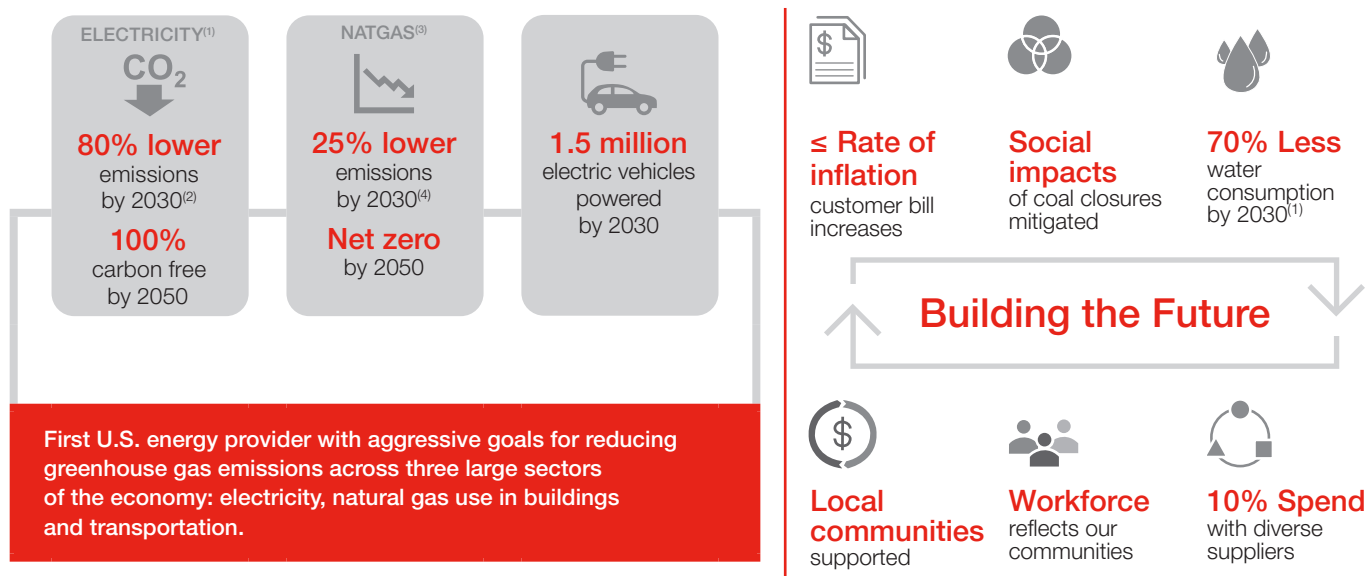 ELECTRICITY(1)
CO2
80% lower
emissions
by 2030(2)
100%
carbon free
by 2050
NATGAS(3)
25% lower
emissions
by 2030(4)
Net zero
by 2050
1.5 million
electric vehicles
powered
by 2030
First U.S. energy provider with aggressive goals for reducing
greenhouse gas emissions across three large sectors
of the economy: electricity, natural gas use in buildings
and transportation.
$
≤ Rate of
inflation
customer bill
increases
Social
impacts
of coal closures
mitigated
70% Less
water
consumption
by 2030(1)
Building the Future
$
Local
communities
supported
Workforce
reflects our
communities
10% Spend
with diverse
suppliers